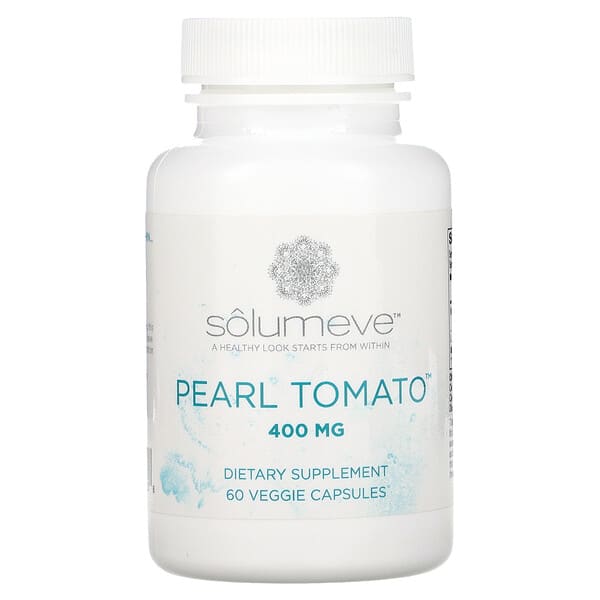 sôlumeve™
A HEALTHY LOOK STARTS FROM WITHIN
PEARL TOMATO™
400 MG
DIETARY SUPPLEMENT
60 VEGGIE CAPSULES